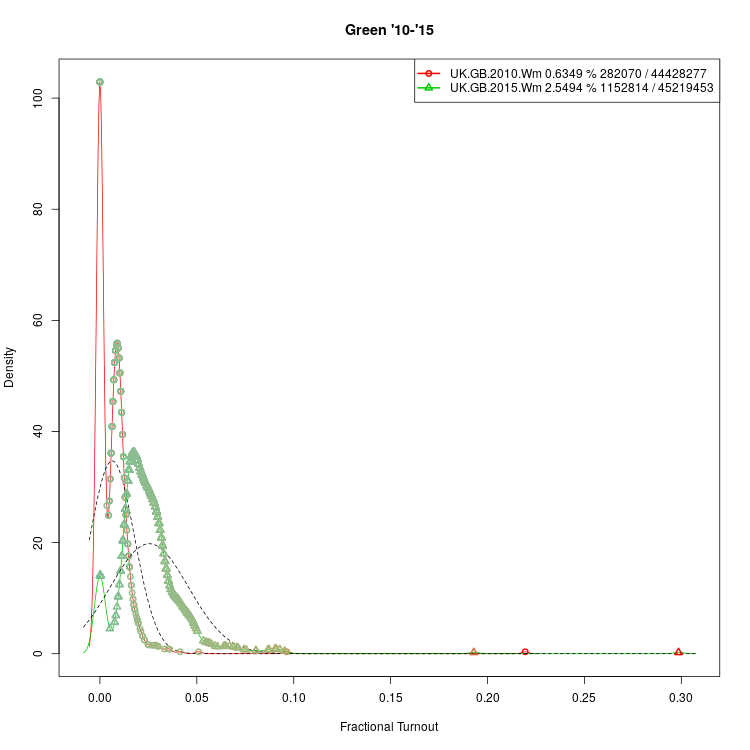 Green '10-'15
UK.GB.2010.Wm 0.6349 % 282070 / 44428277
UK.GB.2015.Wm 2.5494 % 1152814 / 45219453
Density
100
80
60
40
20
0
0.00 0.05 0.10 0.15 0.20 0.25 0.30
Fractional Turnout